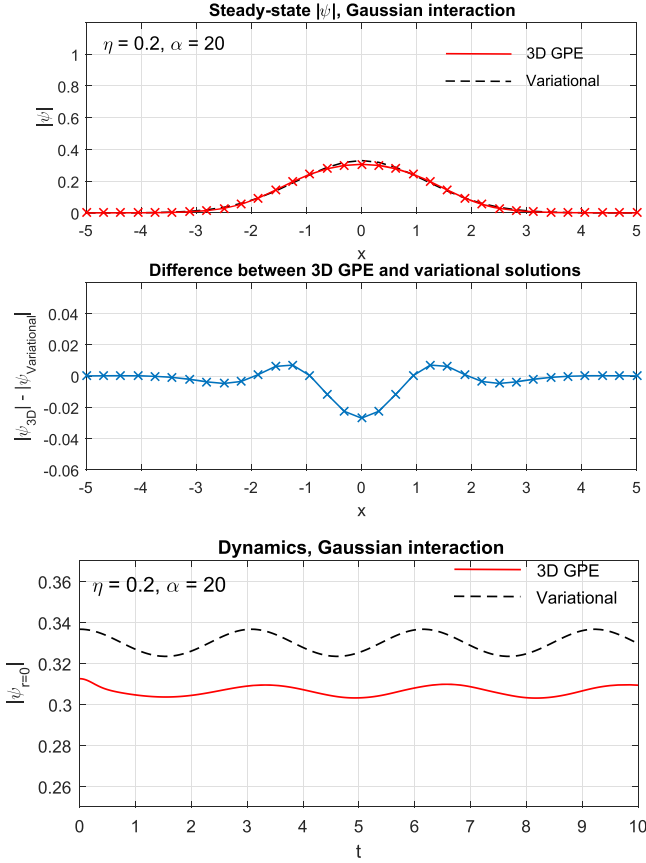 Steady-state |ψ|, Gaussian interaction
η = 0.2, α = 20
3D GPE
Variational
|ψ|
1
0.8
0.6
0.4
0.2
0
-5 -4 -3 -2 -1 0 1 2 3 4 5
x
Difference between 3D GPE and variational solutions
|ψ3D| - |ψVariational|
0.04
0.02
0
-0.02
-0.04
-0.06
-5 -4 -3 -2 -1 0 1 2 3 4 5
x
Dynamics, Gaussian interaction
η = 0.2, α = 20
3D GPE
Variational
|ψr=0|
0.36
0.34
0.32
0.3
0.28
0.26
0 1 2 3 4 5 6 7 8 9 10
t